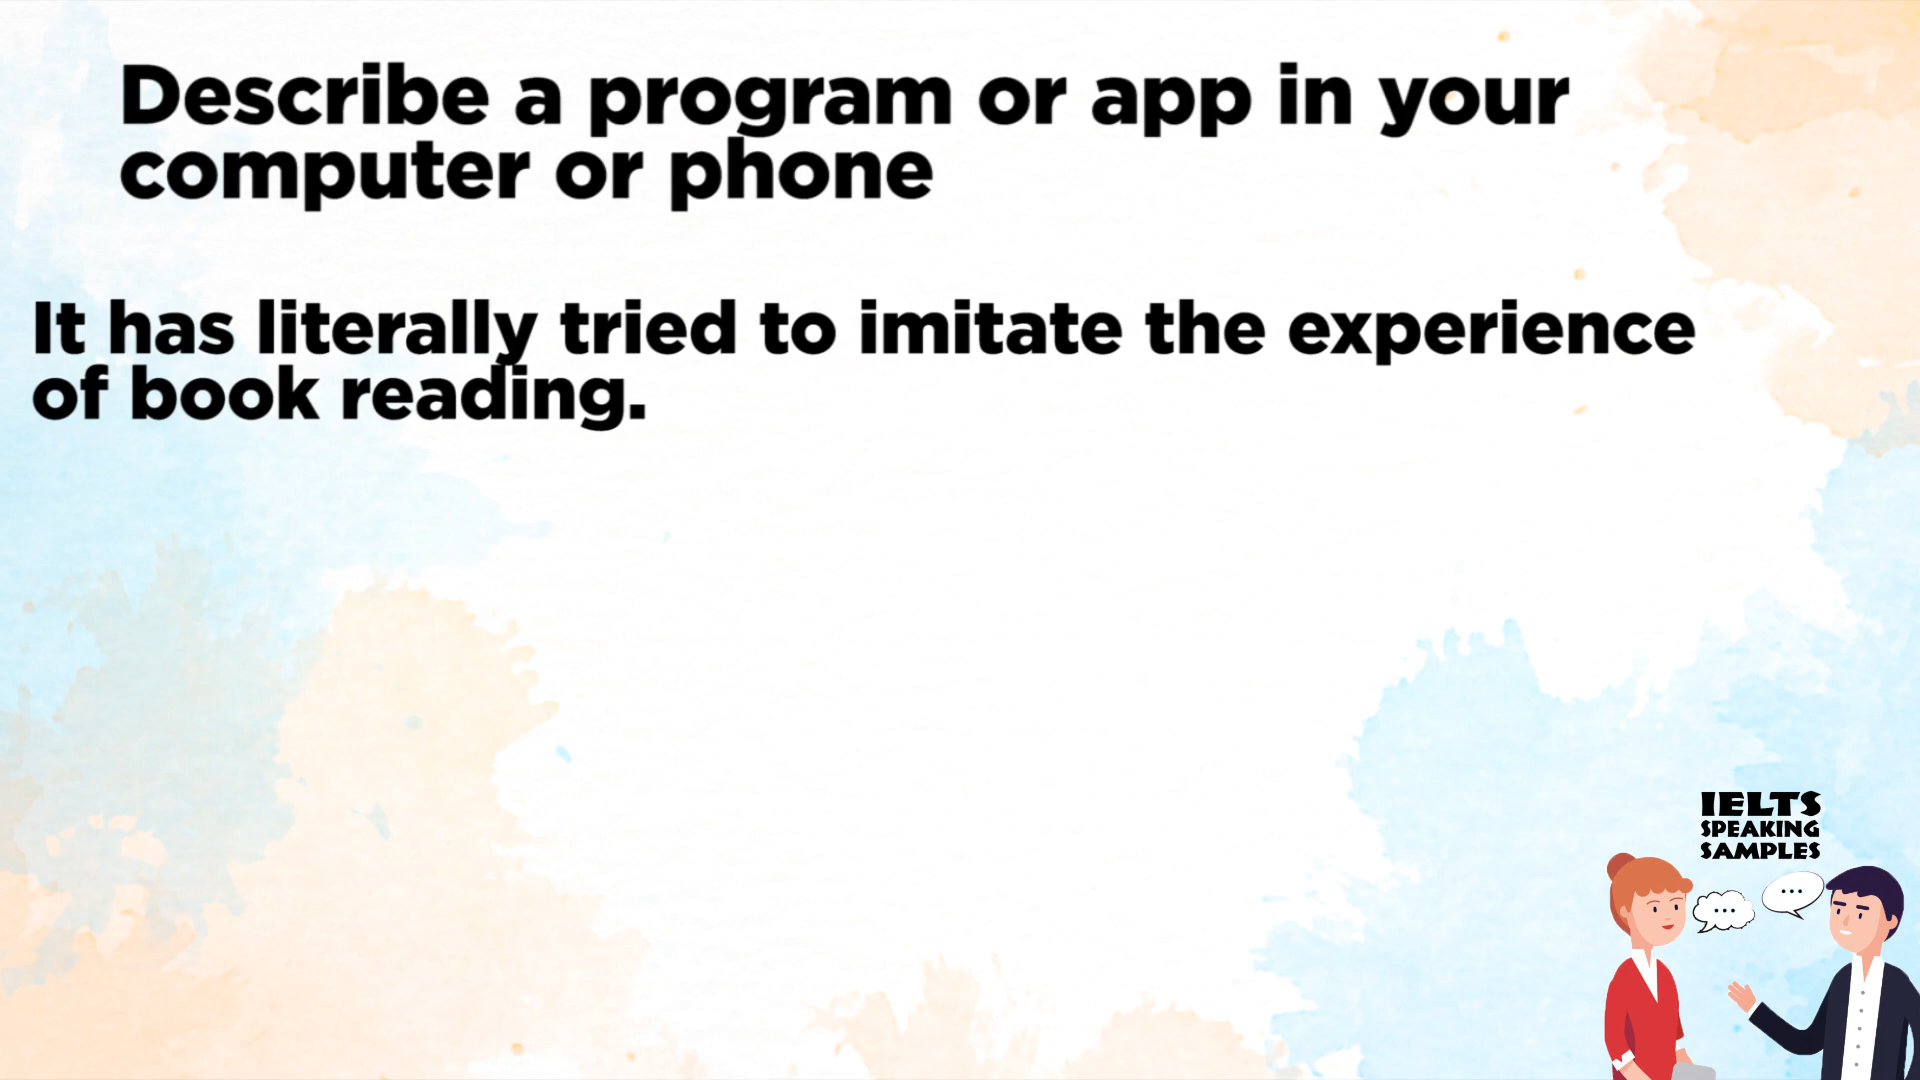 Describe a program or app in your
computer or phone
It has literally tried to imitate the experience
of book reading.
IELTS
SPEAKING
SAMPLES